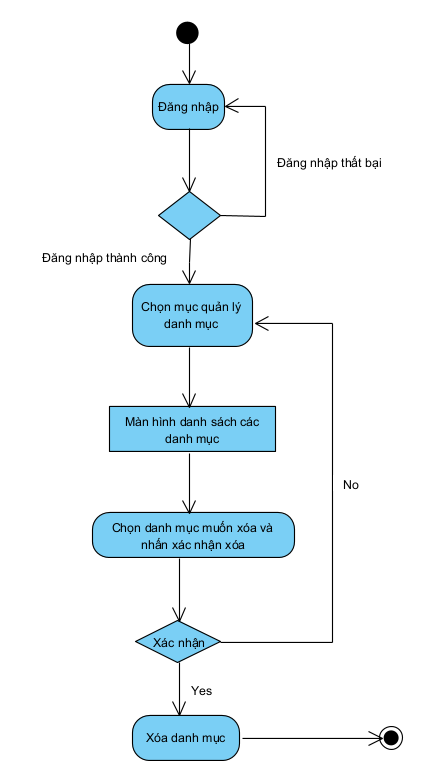 Đăng nhập
Đăng nhập thất bại
Đăng nhập thành công
Chọn mục quản lý
danh mục
Màn hình danh sách các
danh mục
No
Chọn danh mục muốn xóa và
nhấn xác nhận xóa
Xác nhận
Yes
Xóa danh mục